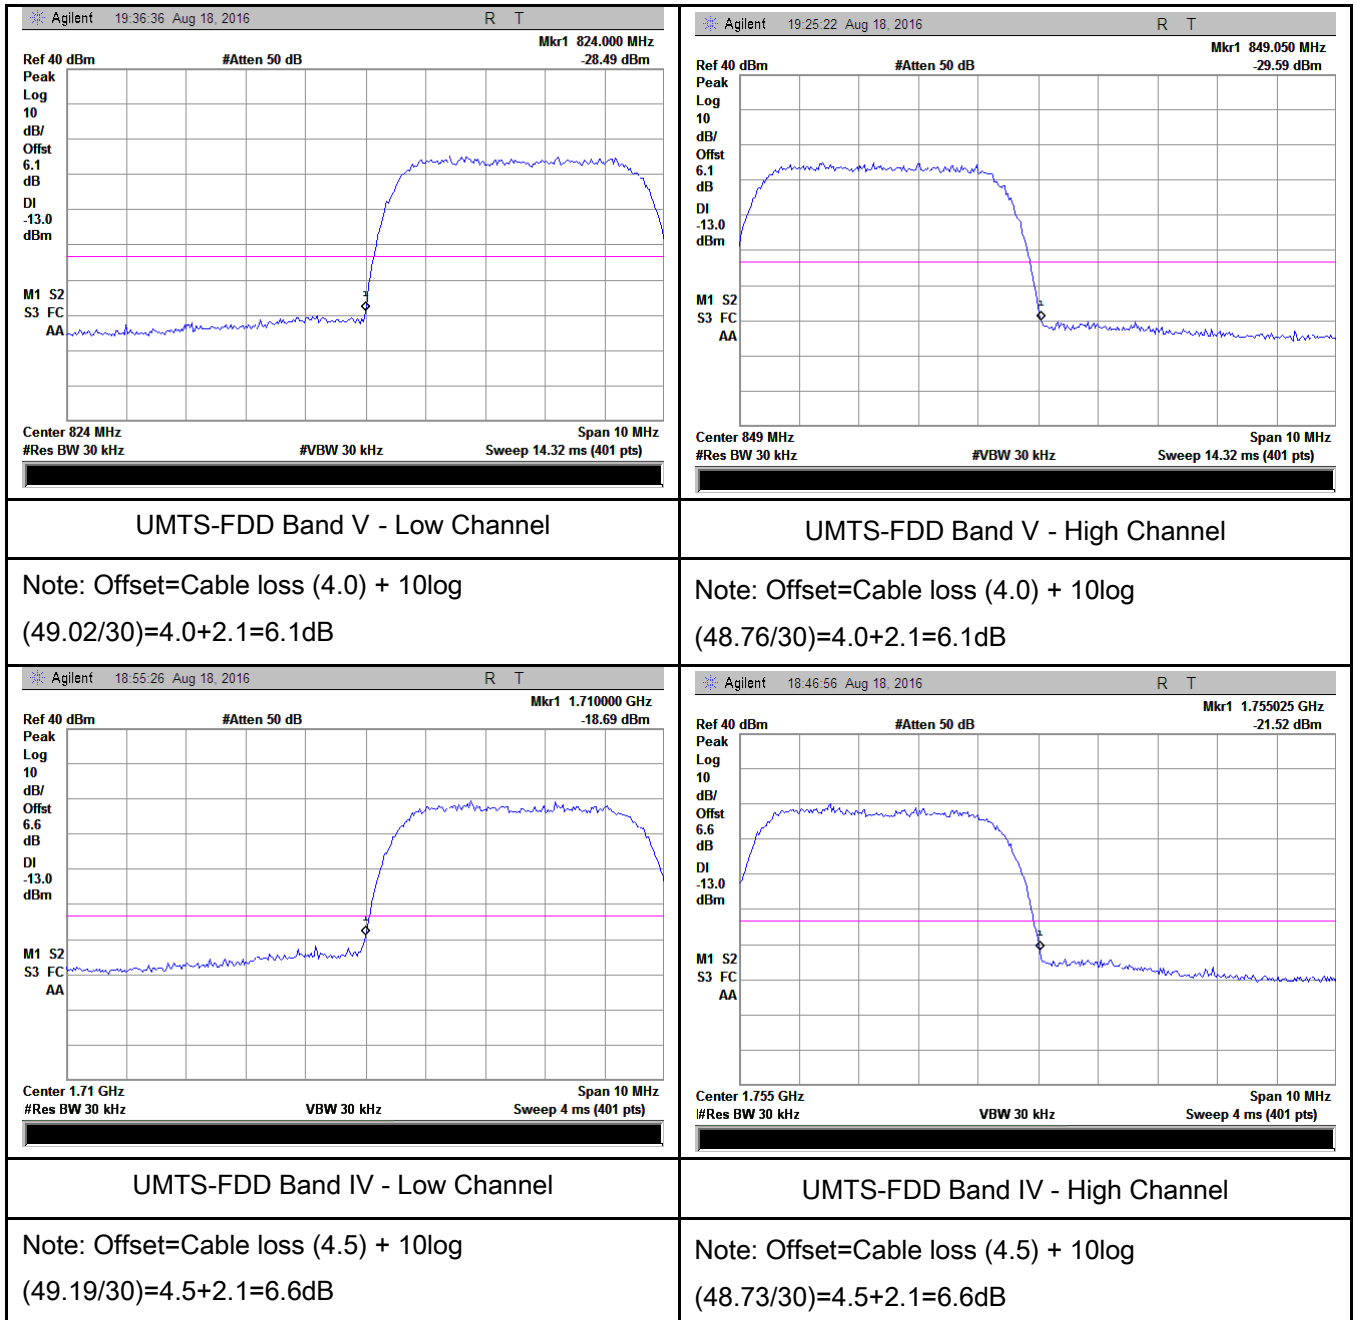 Agilent 19:36:36 Aug 18, 2016 R T
Mkr1 824.000 MHz
Ref 40 dBm #Atten 50 dB -28.49 dBm
Peak
Log
10
dB/
Offst
6.1
dB
DI
-13.0
dBm
M1 S2
S3 FC
AA
1
Center 824 MHz Span 10 MHz
#Res BW 30 kHz #VBW 30 kHz Sweep 14.32 ms (401 pts)
UMTS-FDD Band V - Low Channel
Note: Offset=Cable loss (4.0) + 10log
(49.02/30)=4.0+2.1=6.1dB
Agilent 19:25:22 Aug 18, 2016 R T
Mkr1 849.050 MHz
Ref 40 dBm #Atten 50 dB -29.59 dBm
Peak
Log
10
dB/
Offst
6.1
dB
DI
-13.0
dBm
M1 S2
S3 FC
AA
1
Center 849 MHz Span 10 MHz
#Res BW 30 kHz #VBW 30 kHz Sweep 14.32 ms (401 pts)
UMTS-FDD Band V - High Channel
Note: Offset=Cable loss (4.0) + 10log
(48.76/30)=4.0+2.1=6.1dB
Agilent 18:55:26 Aug 18, 2016 R T
Mkr1 1.710000 GHz
Ref 40 dBm #Atten 50 dB -18.69 dBm
Peak
Log
10
dB/
Offst
6.6
dB
DI
-13.0
dBm
M1 S2
S3 FC
AA
1
Center 1.71 GHz Span 10 MHz
#Res BW 30 kHz VBW 30 kHz Sweep 4 ms (401 pts)
UMTS-FDD Band IV - Low Channel
Note: Offset=Cable loss (4.5) + 10log
(49.19/30)=4.5+2.1=6.6dB
Agilent 18:46:56 Aug 18, 2016 R T
Mkr1 1.755025 GHz
Ref 40 dBm #Atten 50 dB -21.52 dBm
Peak
Log
10
dB/
Offst
6.6
dB
DI
-13.0
dBm
M1 S2
S3 FC
AA
1
Center 1.755 GHz Span 10 MHz
#Res BW 30 kHz VBW 30 kHz Sweep 4 ms (401 pts)
UMTS-FDD Band IV - High Channel
Note: Offset=Cable loss (4.5) + 10log
(48.73/30)=4.5+2.1=6.6dB